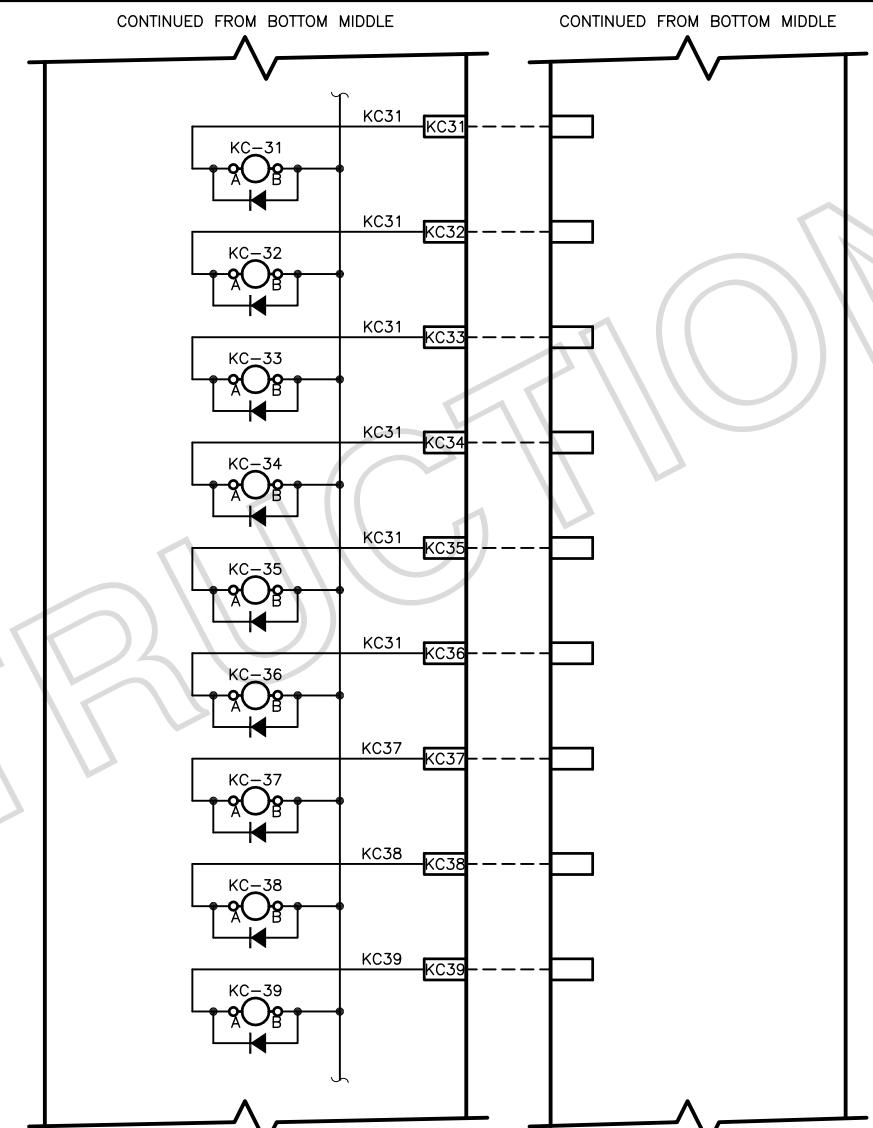 CONTINUED FROM BOTTOM MIDDLE
CONTINUED FROM BOTTOM MIDDLE
KC31
KC31
KC-31
A B
KC31
KC32
KC-32
A B
KC31
KC33
KC-33
A B
KC31
KC34
KC-34
A B
KC31
KC35
KC-35
A B
KC31
KC36
KC-36
A B
KC37
KC37
KC-37
A B
KC38
KC38
KC-38
A B
KC39
KC39
KC-39
A B
TRUCTION